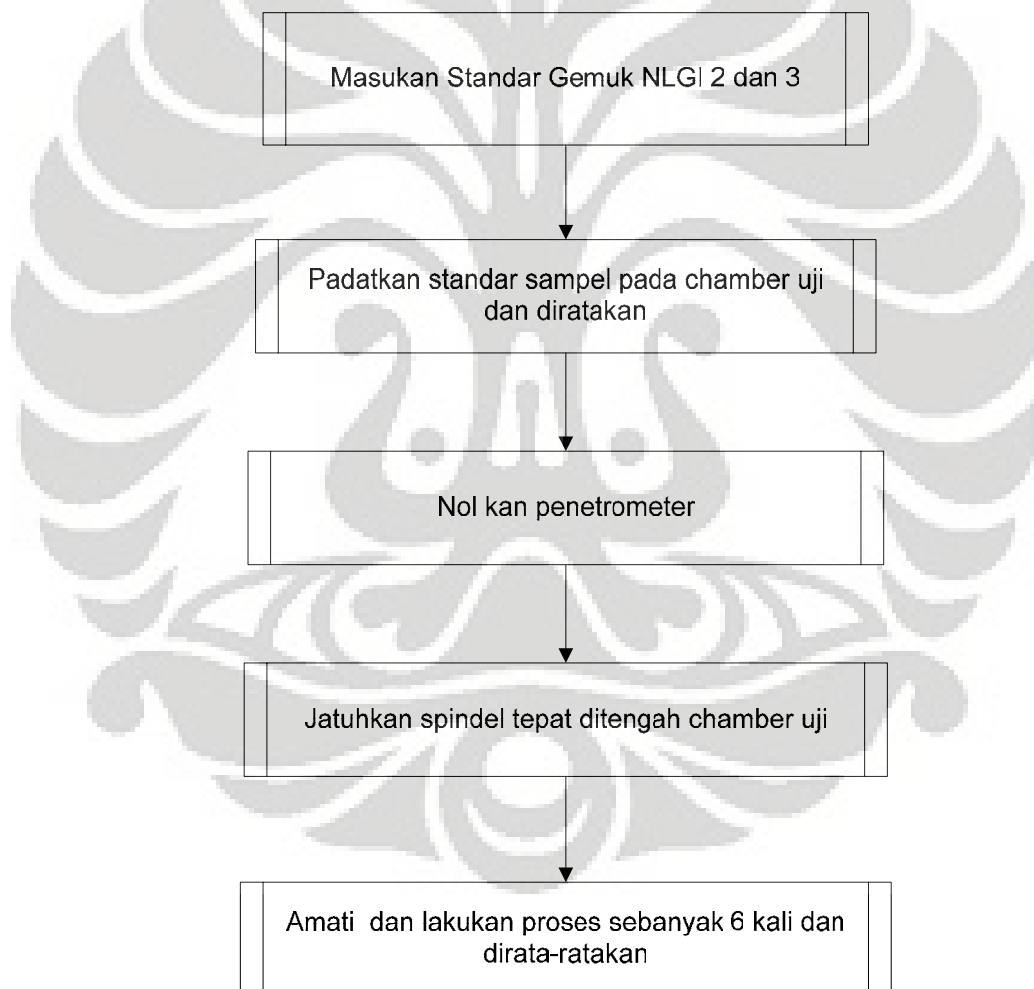 Masukan Standar Gemuk NLGI 2 dan 3
Padatkan standar sampel pada chamber uji
dan diratakan
Nol kan penetrometer
Jatuhkan spindel tepat ditengah chamber uji
Amati dan lakukan proses sebanyak 6 kali dan
dirata-ratakan